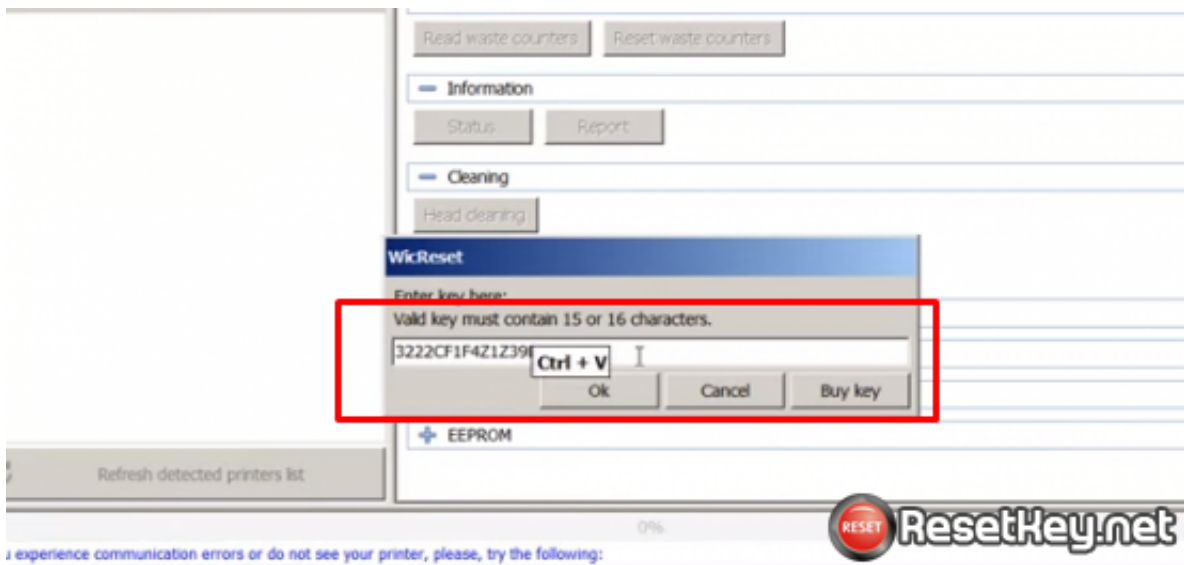 Read waste counters Reset waste counters
Information
Status Report
Cleaning
Head cleaning
WicReset
Enter key here:
Valid key must contain 15 or 16 characters.
3222CF1F4Z1Z39
Ctrl + V
Ok Cancel Buy key
EEPROM
Refresh detected printers list
0%
RESET ResetKey.net
u experience communication errors or do not see your printer, please, try the following: